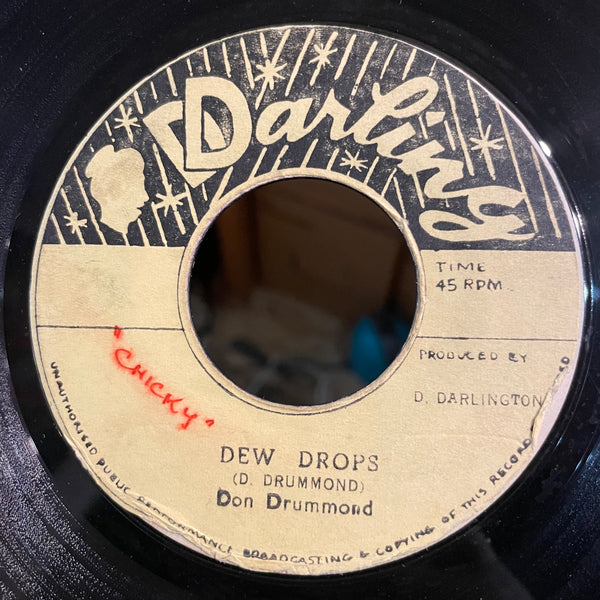 Darling
TIME
45 RPM
PRODUCED BY
D. DARLINGTON
"CHICKY"
DEW DROPS
(D. DRUMMOND)
Don Drummond
UNAUTHORISED PUBLIC PERFORMANCE BROADCASTING & COPYING OF THIS RECORD